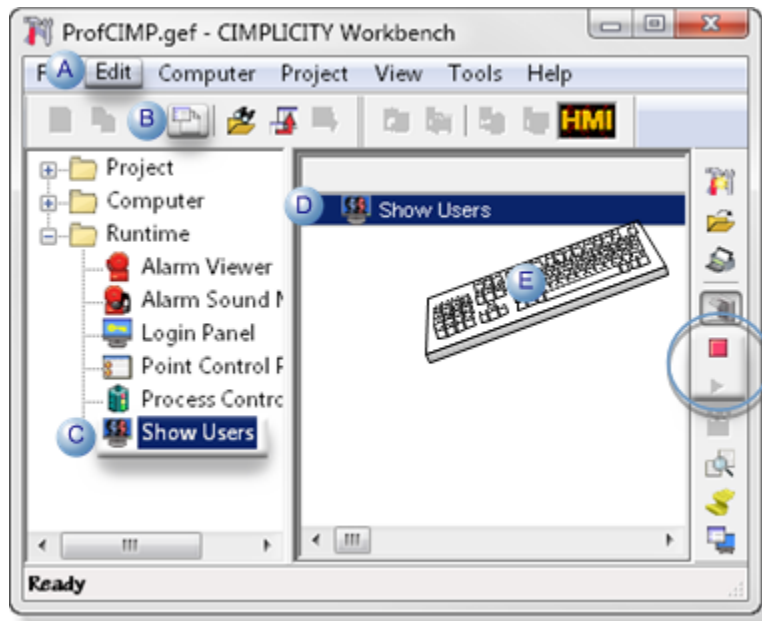 ProfCIMP.gef - CIMPLICITY Workbench
F A Edit Computer Project View Tools Help
B HMI
Project
Computer
Runtime
Alarm Viewer
Alarm Sound M
Login Panel
Point Control P
Process Contrc
C Show Users
D Show Users
E
Ready